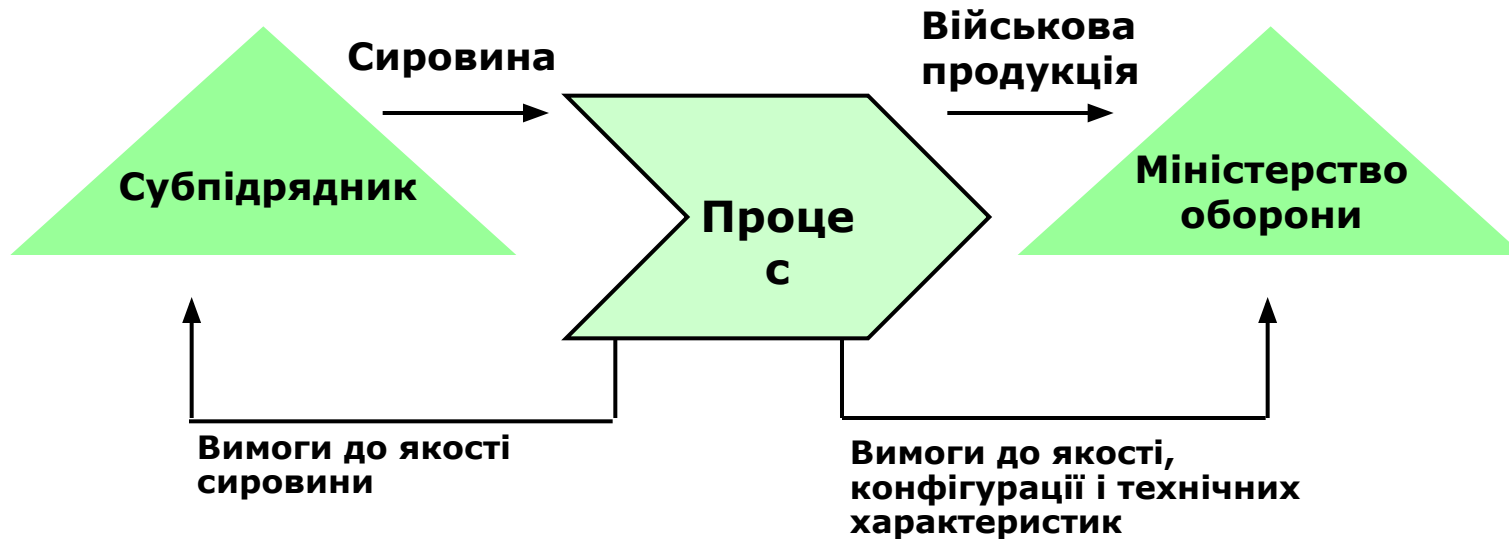 Сировина
Військова
продукція
Субпідрядник
Проце
с
Міністерство
оборони
Вимоги до якості
сировини
Вимоги до якості,
конфігурації і технічних
характеристик